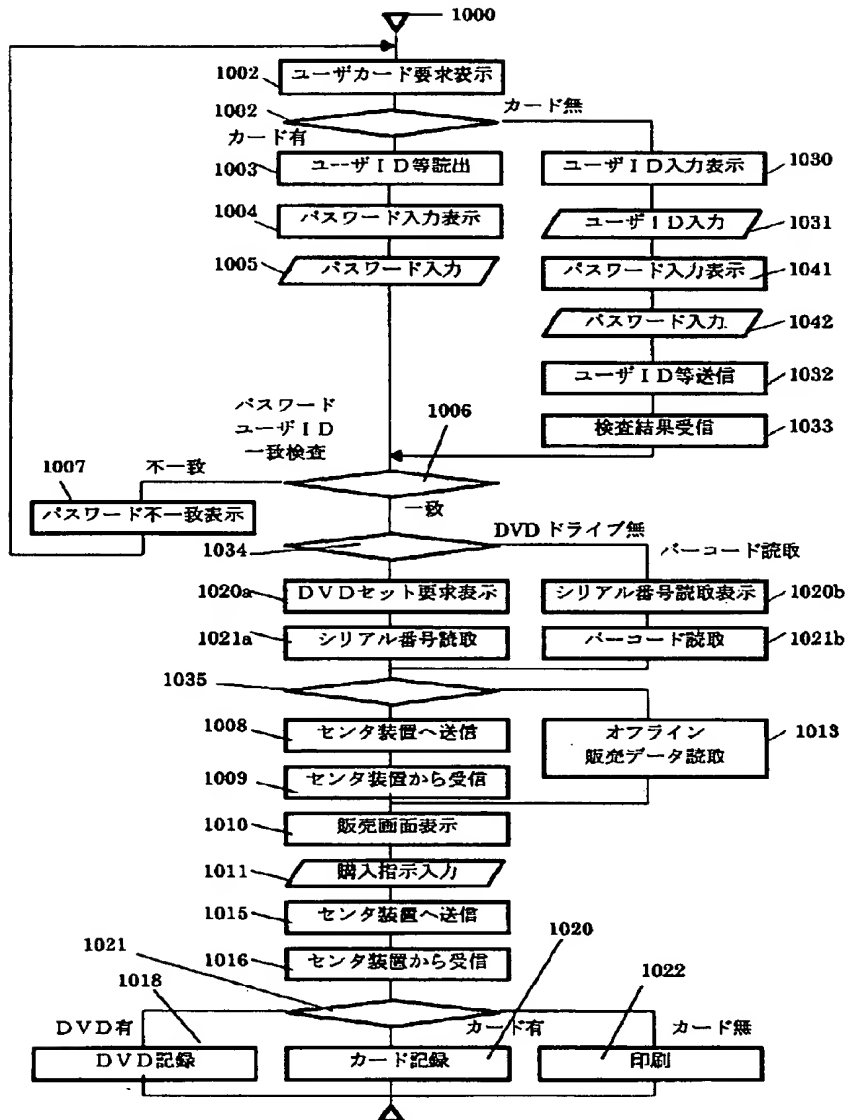 1000
1002
ユーザカード要求表示
1002
カード無
カード有
1003
ユーザID等読出
ユーザID入力表示
1030
1004
パスワード入力表示
ユーザID入力
1031
1005
パスワード入力
パスワード入力表示
1041
パスワード入力
1042
ユーザID等送信
1032
パスワード
ユーザID
一致検査
1006
検査結果受信
1033
1007
不一致
一致
パスワード不一致表示
1034
DVDドライブ無
バーコード読取
1020a
DVDセット要求表示
シリアル番号読取表示
1020b
1021a
シリアル番号読取
バーコード読取
1021b
1035
1008
センタ装置へ送信
オフライン
販売データ読取
1013
1009
センタ装置から受信
1010
販売画面表示
1011
購入指示入力
1015
センタ装置へ送信
1020
1021
1016
センタ装置から受信
1022
1018
DVD有
カード有
カード無
DVD記録
カード記録
印刷